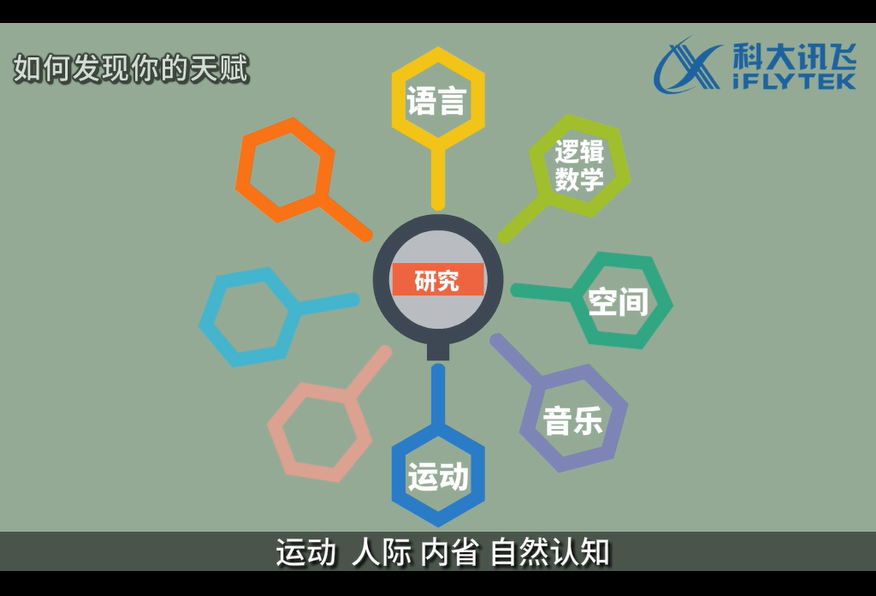 如何发现你的天赋
科大讯飞
iFLYTEK
语言
逻辑
数学
空间
研究
音乐
运动
运动 人际 内省 自然认知